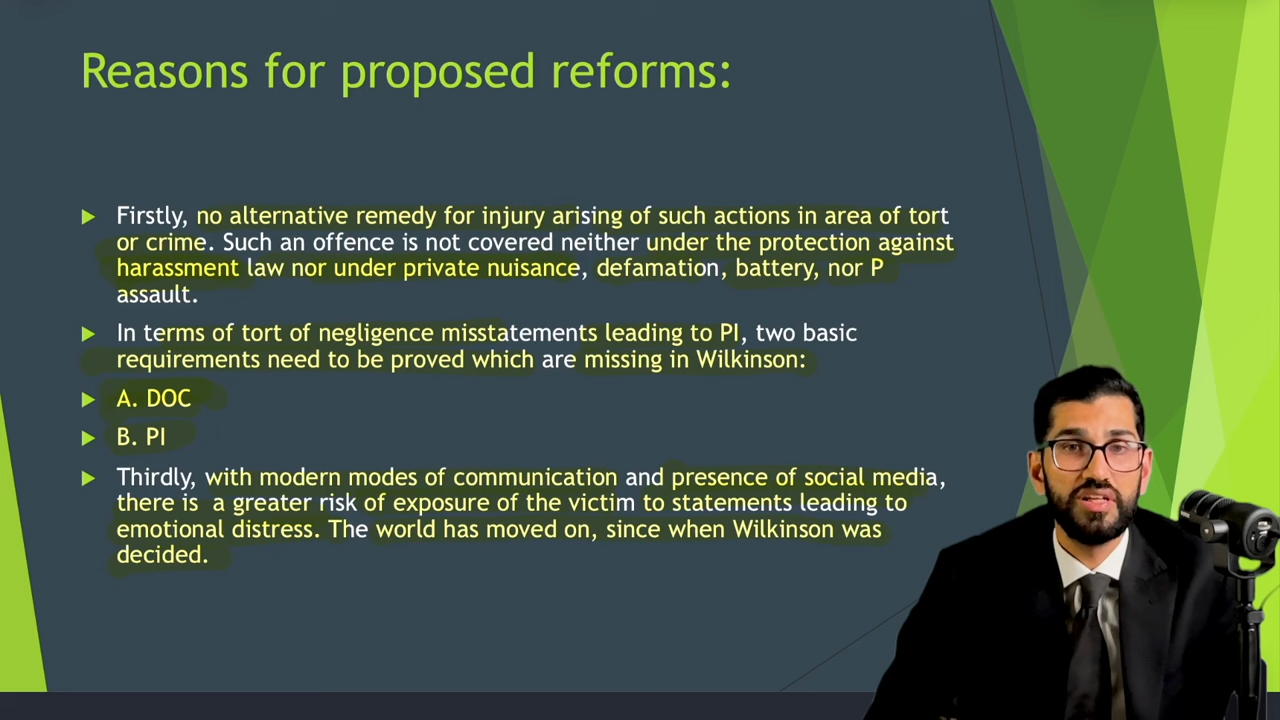 Reasons for proposed reforms:
Firstly, no alternative remedy for injury arising of such actions in area of tort
or crime. Such an offence is not covered neither under the protection against
harassment law nor under private nuisance, defamation, battery, nor P
assault.
In terms of tort of negligence misstatements leading to PI, two basic
requirements need to be proved which are missing in Wilkinson:
A. DOC
B. PI
Thirdly, with modern modes of communication and presence of social media,
there is a greater risk of exposure of the victim to statements leading to
emotional distress. The world has moved on, since when Wilkinson was
decided.